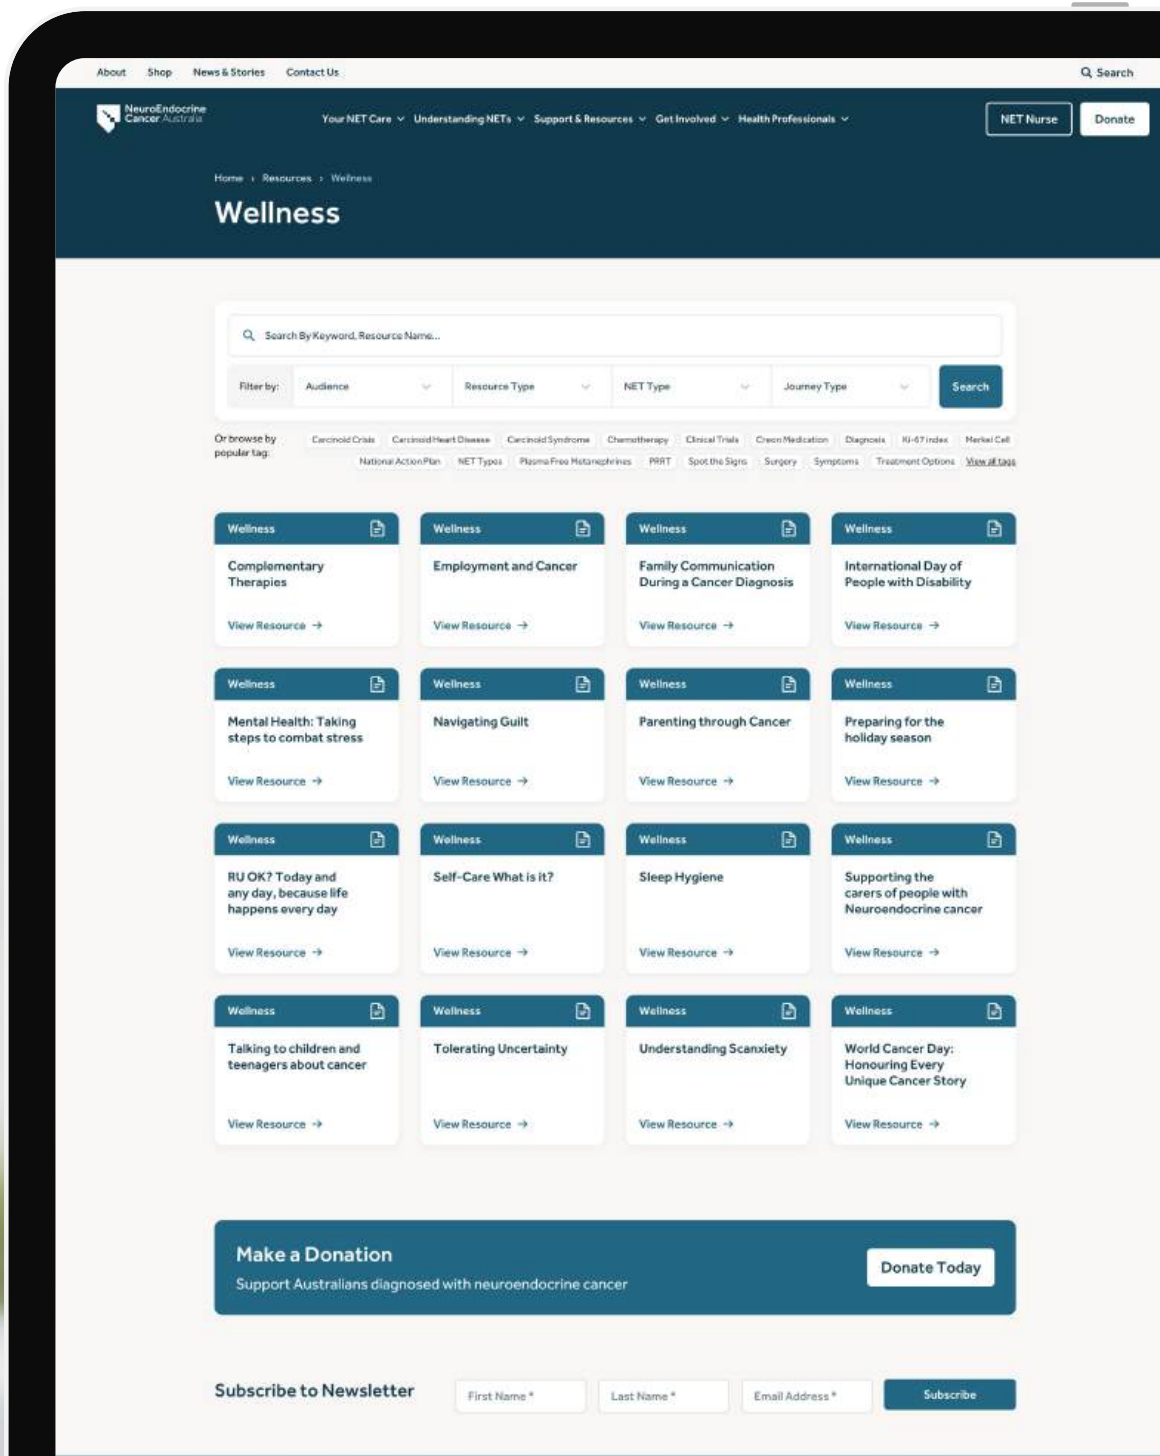 About Shop News & Stories Contact Us Search
NeuroEndocrine
Cancer Australia
Your NET Care Understanding NETs Support & Resources Get Involved Health Professionals NET Nurse Donate
Home › Resources › Wellness
Wellness
Search By Keyword, Resource Name...
Filter by: Audience Resource Type NET Type Journey Type Search
Or browse by
popular tag:
Carcinoid Crisis Carcinoid Heart Disease Carcinoid Syndrome Chemotherapy Clinical Trials Creon Medication Diagnosis Ki-67 index Merkel Cell
National Action Plan NET Types Plasma Free Metanephrines PRRT Spot the Signs Surgery Symptoms Treatment Options View all tags
Wellness
Complementary
Therapies
View Resource →
Wellness
Employment and Cancer
View Resource →
Wellness
Family Communication
During a Cancer Diagnosis
View Resource →
Wellness
International Day of
People with Disability
View Resource →
Wellness
Mental Health: Taking
steps to combat stress
View Resource →
Wellness
Navigating Guilt
View Resource →
Wellness
Parenting through Cancer
View Resource →
Wellness
Preparing for the
holiday season
View Resource →
Wellness
RU OK? Today and
any day, because life
happens every day
View Resource →
Wellness
Self-Care What is it?
View Resource →
Wellness
Sleep Hygiene
View Resource →
Wellness
Supporting the
carers of people with
Neuroendocrine cancer
View Resource →
Wellness
Talking to children and
teenagers about cancer
View Resource →
Wellness
Tolerating Uncertainty
View Resource →
Wellness
Understanding Scanxiety
View Resource →
Wellness
World Cancer Day:
Honouring Every
Unique Cancer Story
View Resource →
Make a Donation
Support Australians diagnosed with neuroendocrine cancer
Donate Today
Subscribe to Newsletter First Name * Last Name * Email Address * Subscribe